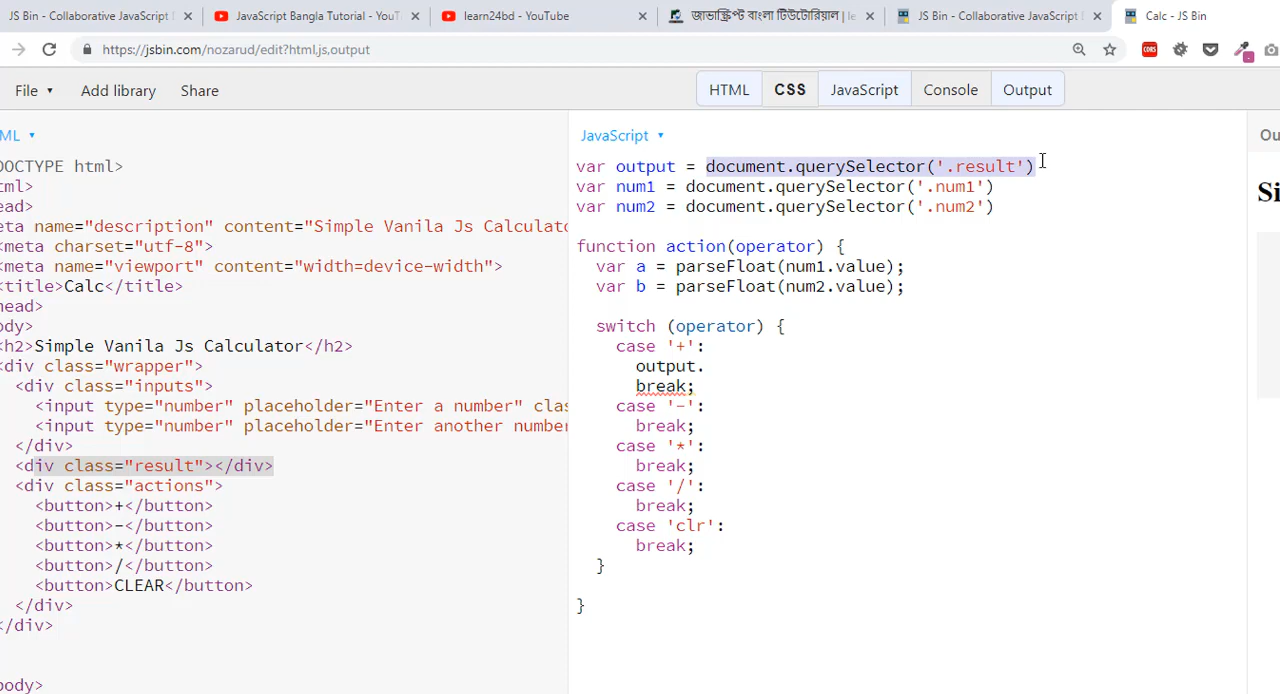 JS Bin - Collaborative JavaScript
JavaScript Bangla Tutorial - YouT
learn24bd - YouTube
জাভাস্ক্রিপ্ট বাংলা টিউটোরিয়াল | le
JS Bin - Collaborative JavaScript
Calc - JS Bin
https://jsbin.com/nozarud/edit?html,js,output
CORS
File
Add library
Share
HTML
CSS
JavaScript
Console
Output
ML
OCTYPE html>
tml>
ead>
eta name="description" content="Simple Vanila Js Calculato
<meta charset="utf-8">
<meta name="viewport" content="width=device-width">
<title>Calc</title>
head>
ody>
<h2>Simple Vanila Js Calculator</h2>
<div class="wrapper">
<div class="inputs">
<input type="number" placeholder="Enter a number" clas
<input type="number" placeholder="Enter another number
</div>
<div class="result"></div>
<div class="actions">
<button>+</button>
<button>-</button>
<button>*</button>
<button>/</button>
<button>CLEAR</button>
</div>
</div>
body>
JavaScript
var output = document.querySelector('.result')
var num1 = document.querySelector('.num1')
var num2 = document.querySelector('.num2')
function action(operator) {
var a = parseFloat(num1.value);
var b = parseFloat(num2.value);
switch (operator) {
case '+':
output.
break;
case '-':
break;
case '*':
break;
case '/':
break;
case 'clr':
break;
}
}
Ou
Si